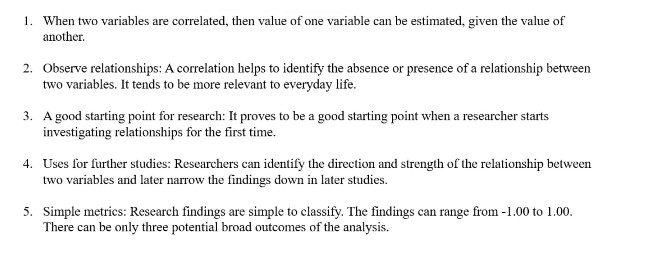 1. When two variables are correlated, then value of one variable can be estimated, given the value of
another.
2. Observe relationships: A correlation helps to identify the absence or presence of a relationship between
two variables. It tends to be more relevant to everyday life.
3. A good starting point for research: It proves to be a good starting point when a researcher starts
investigating relationships for the first time.
4. Uses for further studies: Researchers can identify the direction and strength of the relationship between
two variables and later narrow the findings down in later studies.
5. Simple metrics: Research findings are simple to classify. The findings can range from -1.00 to 1.00.
There can be only three potential broad outcomes of the analysis.